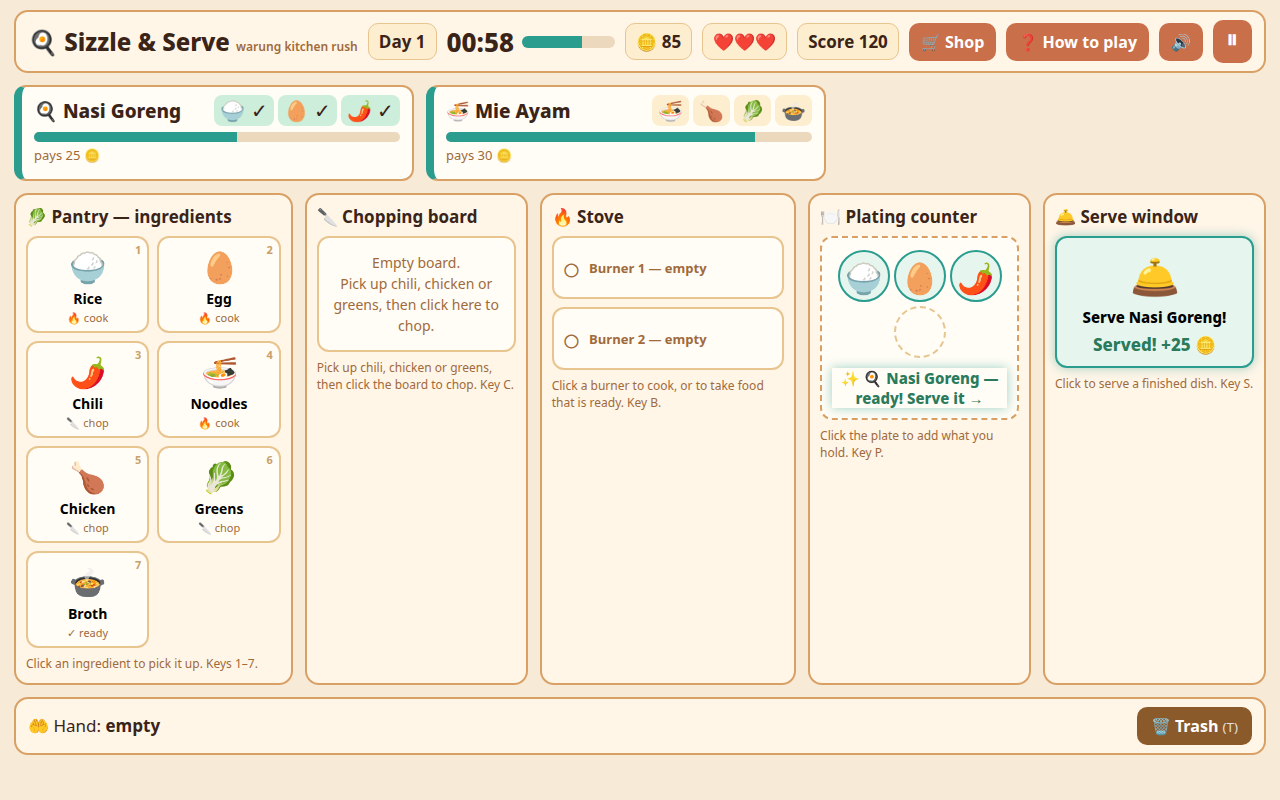 🍳 Sizzle & Serve warung kitchen rush Day 1 00:58 🪙 85 ❤️❤️❤️ Score 120 🛒 Shop ❓ How to play 🔊 ⏸
🍳 Nasi Goreng 🍚 ✓ 🥚 ✓ 🌶️ ✓
pays 25 🪙
🍜 Mie Ayam 🍜 🍗 🥬 🍲
pays 30 🪙
🥬 Pantry — ingredients
1
Rice
🔥 cook
2
Egg
🔥 cook
3
Chili
🔪 chop
4
Noodles
🔥 cook
5
Chicken
🔪 chop
6
Greens
🔪 chop
7
Broth
✓ ready
Click an ingredient to pick it up. Keys 1–7.
🔪 Chopping board
Empty board.
Pick up chili, chicken or
greens, then click here to
chop.
Pick up chili, chicken or greens,
then click the board to chop. Key C.
🔥 Stove
Burner 1 — empty
Burner 2 — empty
Click a burner to cook, or to take food
that is ready. Key B.
🍽️ Plating counter
✨ 🍳 Nasi Goreng —
ready! Serve it →
Click the plate to add what you
hold. Key P.
🛎️ Serve window
Serve Nasi Goreng!
Served! +25 🪙
Click to serve a finished dish. Key S.
🤲 Hand: empty
🗑️ Trash (T)